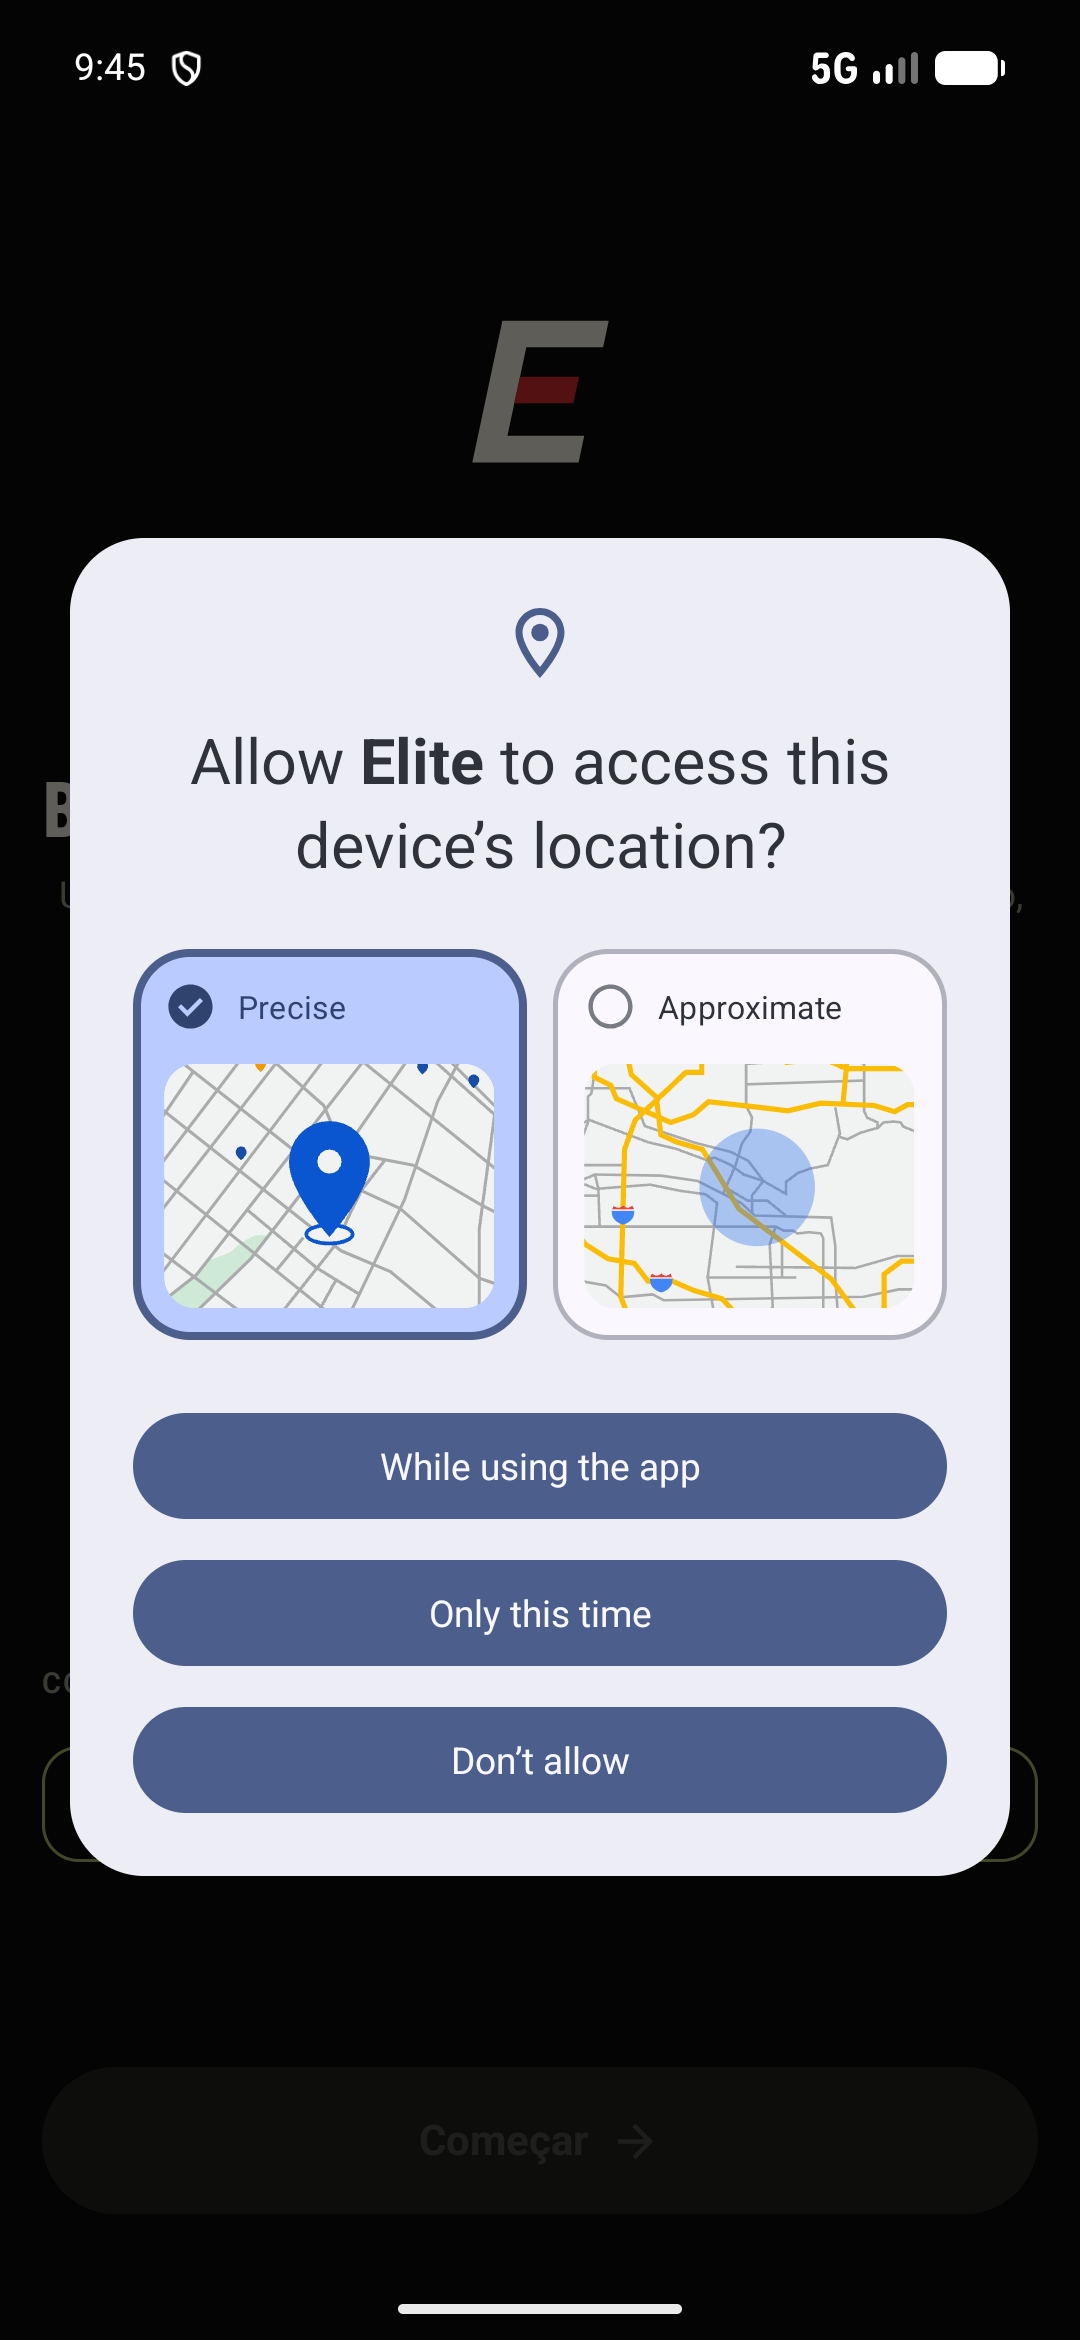 9:45
5G
E
Allow Elite to access this
device’s location?
Precise
Approximate
While using the app
Only this time
Don’t allow
Começar